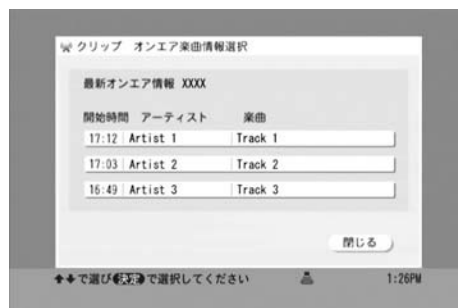 クリップ オンエア楽曲情報選択
最新オンエア情報 XXXX
開始時間 アーティスト 楽曲
17:12 Artist 1 Track 1
17:03 Artist 2 Track 2
16:49 Artist 3 Track 3
閉じる
↑↓で選び決定で選択してください 1:26PM